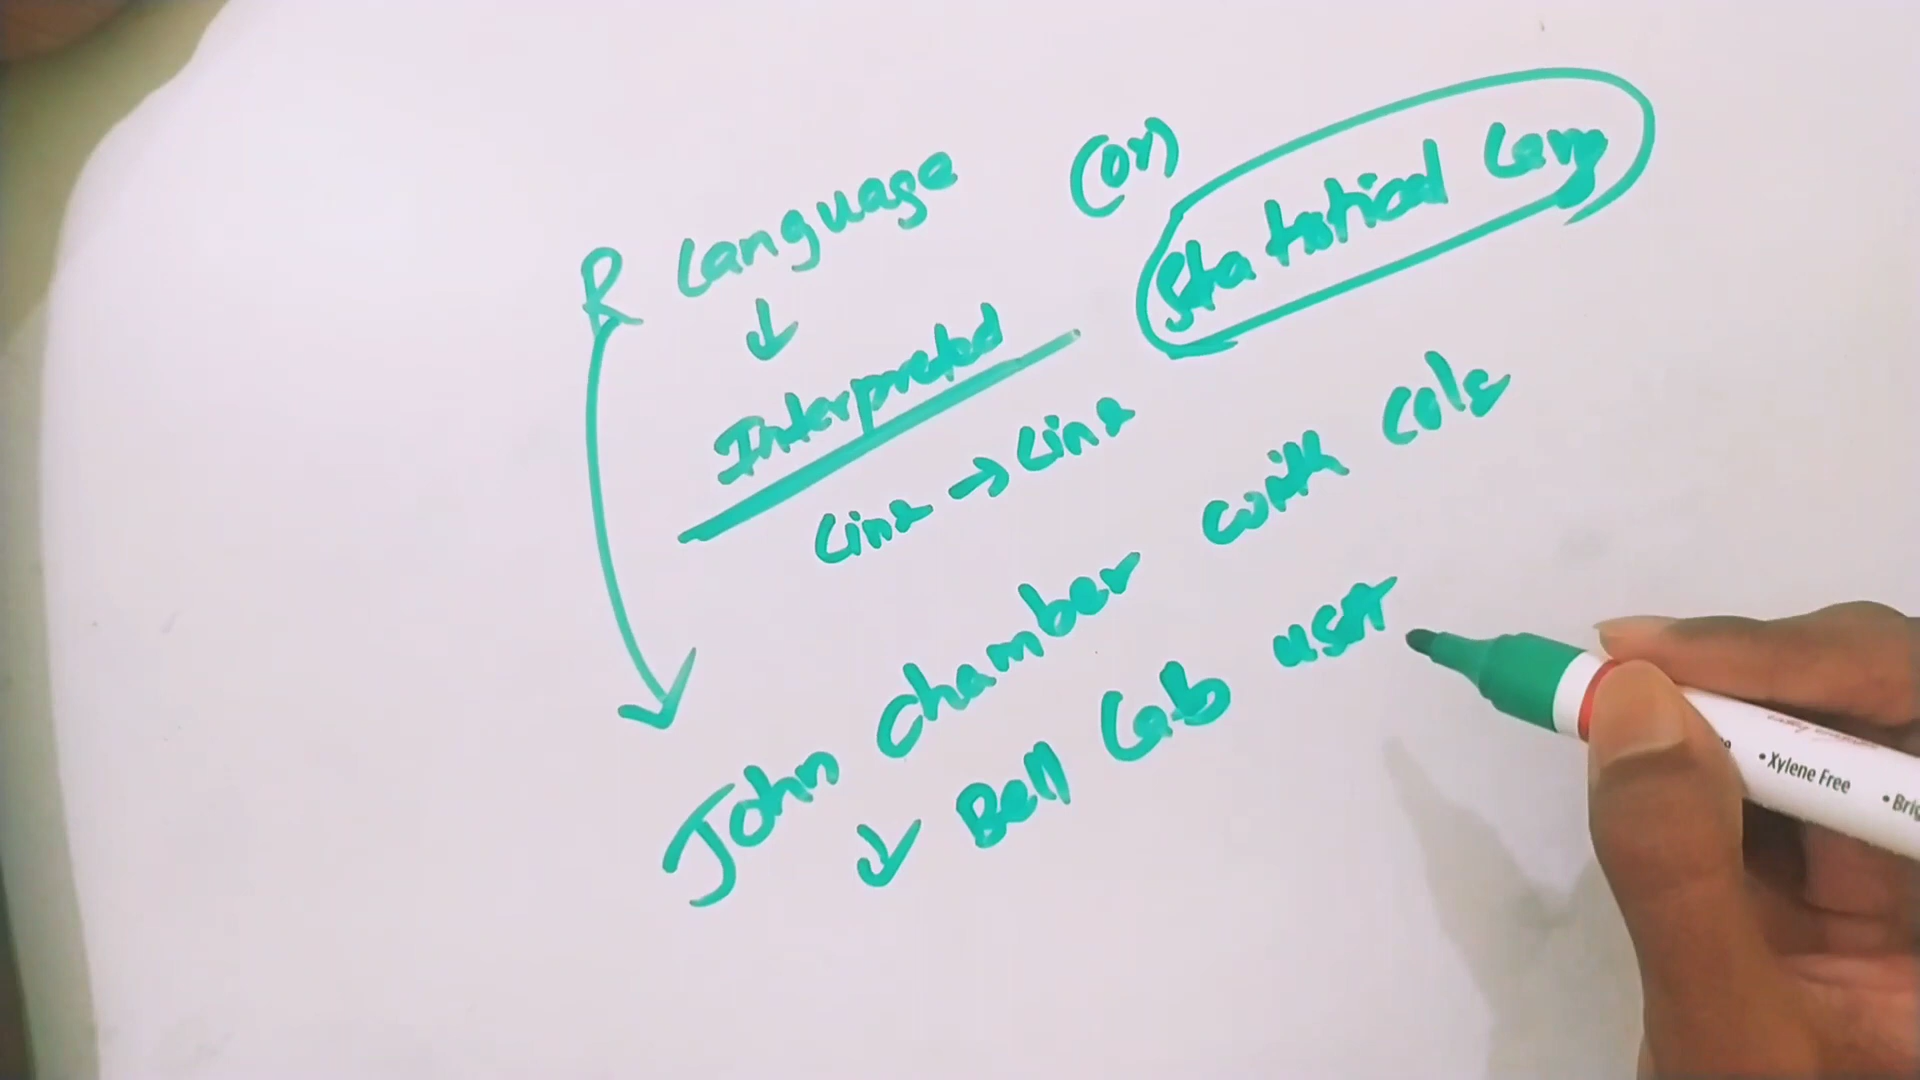 R Language (or) Statistical Lang
Interpreted
Line → Line
John chamber with cols
Bell Lab USA
• Xylene Free